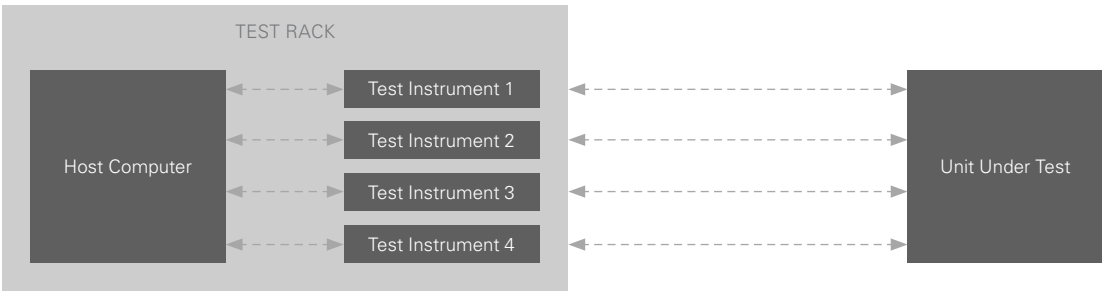 TEST RACK
Host Computer
Test Instrument 1
Test Instrument 2
Test Instrument 3
Test Instrument 4
Unit Under Test